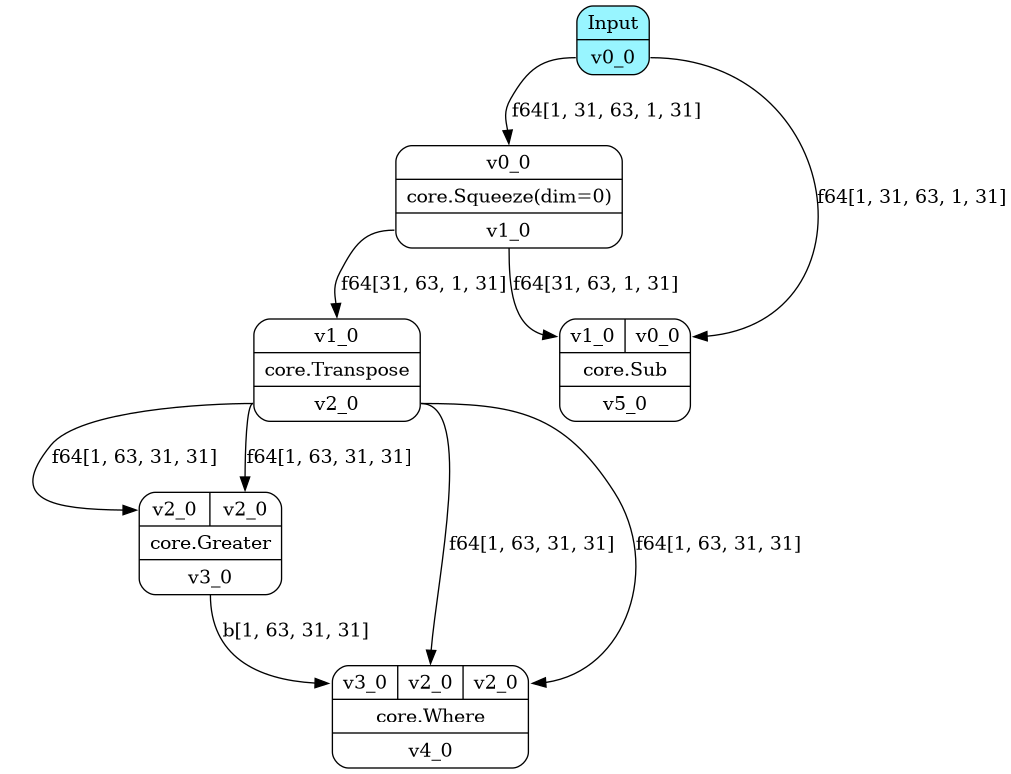 Input
v0_0
f64[1, 31, 63, 1, 31]
v0_0
core.Squeeze(dim=0)
v1_0
f64[1, 31, 63, 1, 31]
f64[31, 63, 1, 31]
f64[31, 63, 1, 31]
v1_0
core.Transpose
v2_0
v1_0 v0_0
core.Sub
v5_0
f64[1, 63, 31, 31]
f64[1, 63, 31, 31]
v2_0 v2_0
core.Greater
v3_0
f64[1, 63, 31, 31]
f64[1, 63, 31, 31]
b[1, 63, 31, 31]
v3_0 v2_0 v2_0
core.Where
v4_0